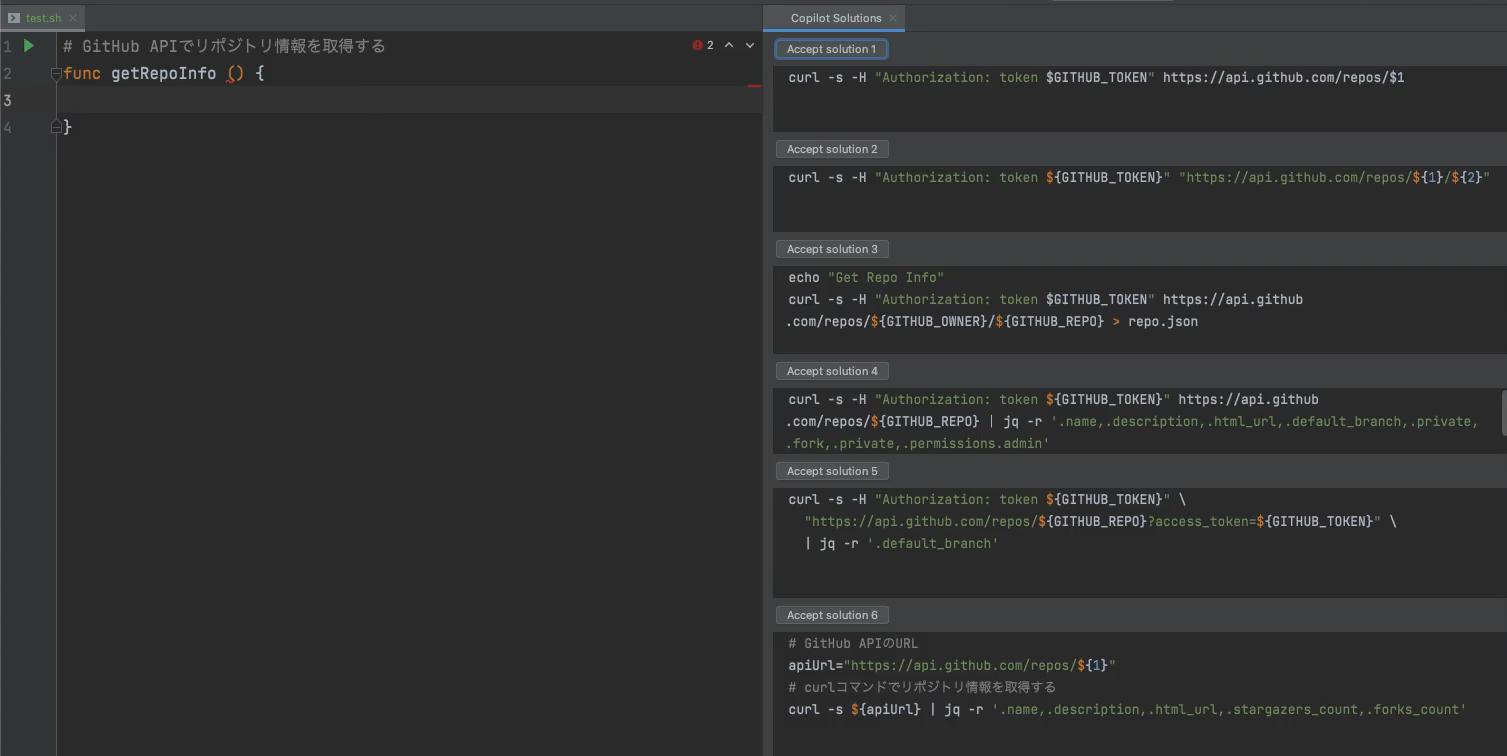 test.sh
1 # GitHub APIでリポジトリ情報を取得する 2
2 func getRepoInfo () {
3
4 }
Copilot Solutions
Accept solution 1
curl -s -H "Authorization: token $GITHUB_TOKEN" https://api.github.com/repos/$1
Accept solution 2
curl -s -H "Authorization: token ${GITHUB_TOKEN}" "https://api.github.com/repos/${1}/${2}"
Accept solution 3
echo "Get Repo Info"
curl -s -H "Authorization: token $GITHUB_TOKEN" https://api.github
.com/repos/${GITHUB_OWNER}/${GITHUB_REPO} > repo.json
Accept solution 4
curl -s -H "Authorization: token ${GITHUB_TOKEN}" https://api.github
.com/repos/${GITHUB_REPO} | jq -r '.name,.description,.html_url,.default_branch,.private,
.fork,.private,.permissions.admin'
Accept solution 5
curl -s -H "Authorization: token ${GITHUB_TOKEN}" \
"https://api.github.com/repos/${GITHUB_REPO}?access_token=${GITHUB_TOKEN}" \
| jq -r '.default_branch'
Accept solution 6
# GitHub APIのURL
apiUrl="https://api.github.com/repos/${1}"
# curlコマンドでリポジトリ情報を取得する
curl -s ${apiUrl} | jq -r '.name,.description,.html_url,.stargazers_count,.forks_count'